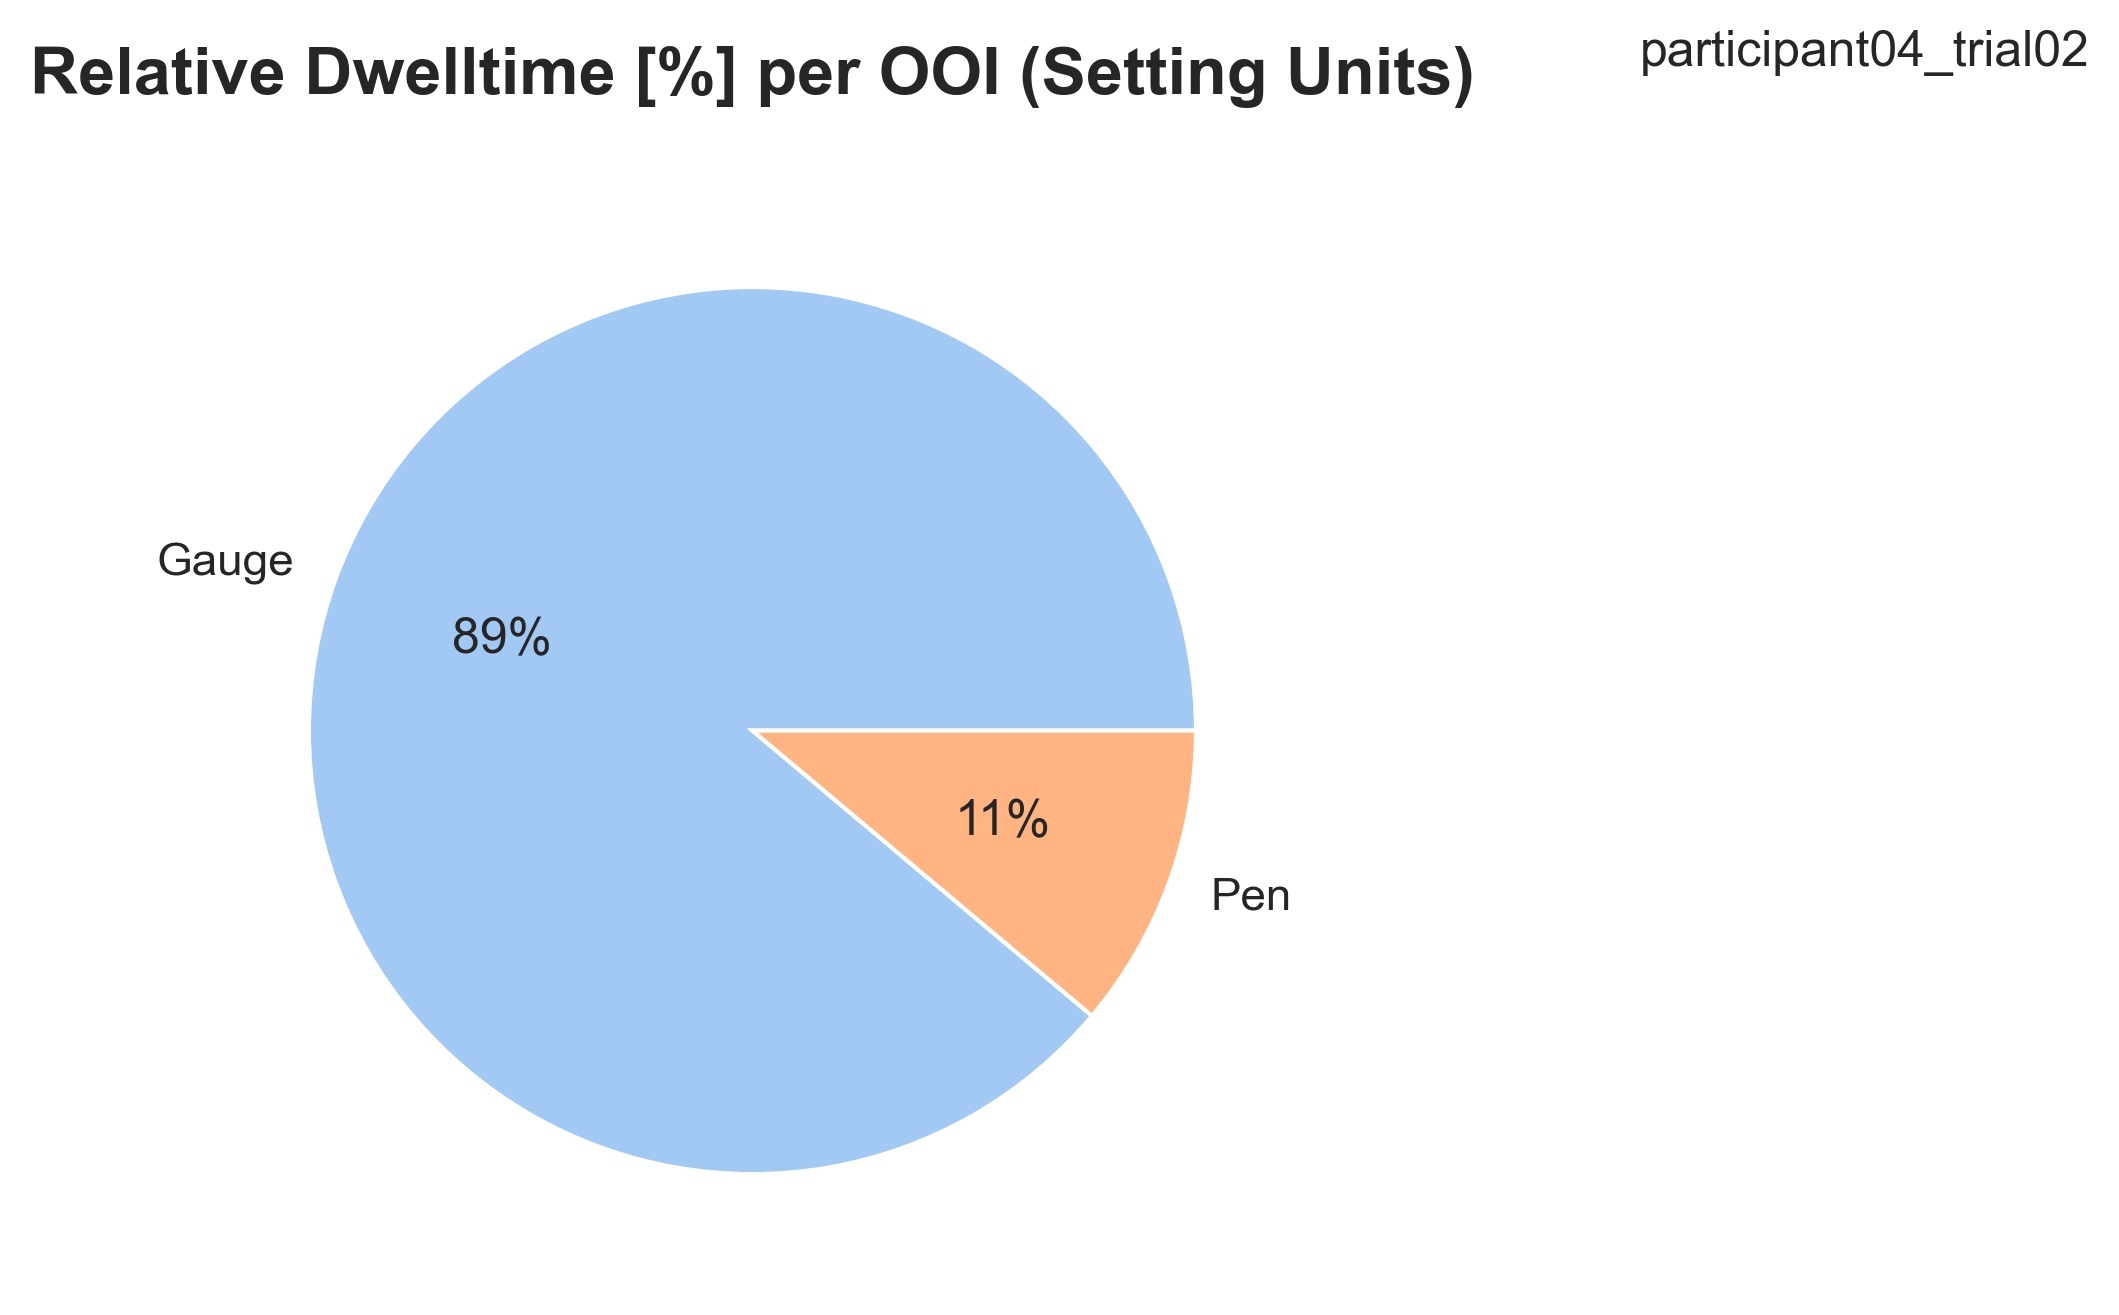 Relative Dwelltime [%] per OOI (Setting Units)
participant04_trial02
Gauge
89%
11%
Pen